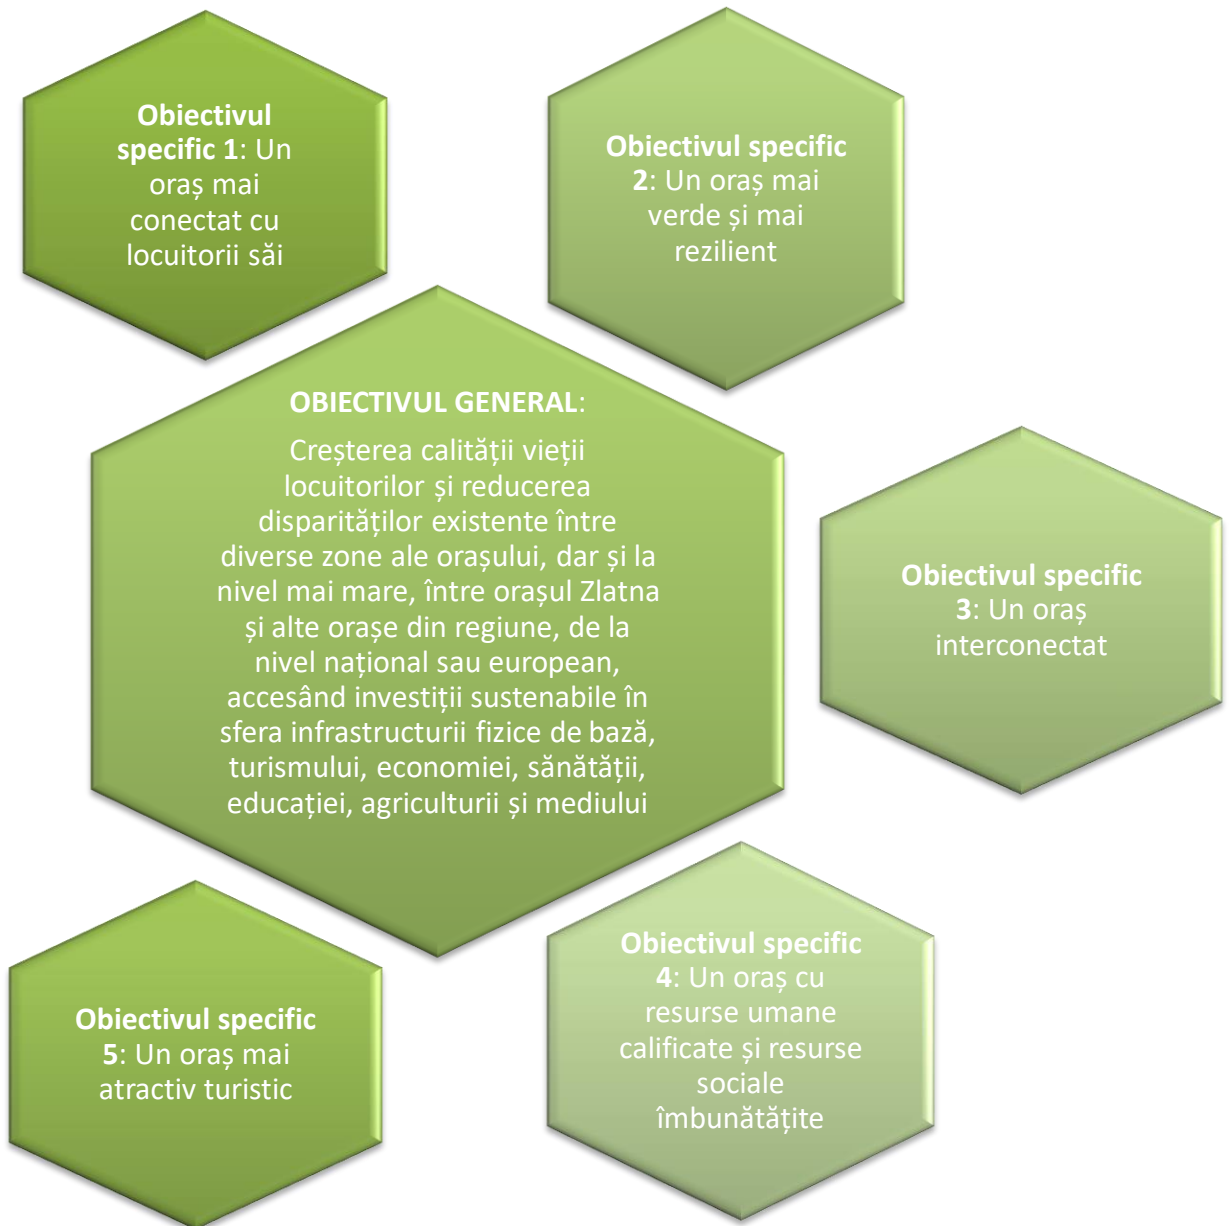 Obiectivul
specific 1: Un
oraș mai
conectat cu
locuitorii săi
Obiectivul specific
2: Un oraș mai
verde și mai
rezilient
OBIECTIVUL GENERAL:
Creșterea calității vieții
locuitorilor și reducerea
disparităților existente între
diverse zone ale orașului, dar și la
nivel mai mare, între orașul Zlatna
și alte orașe din regiune, de la
nivel național sau european,
accesând investiții sustenabile în
sfera infrastructurii fizice de bază,
turismului, economiei, sănătății,
educației, agriculturii și mediului
Obiectivul specific
3: Un oraș
interconectat
Obiectivul specific
4: Un oraș cu
resurse umane
calificate și resurse
sociale
îmbunătățite
Obiectivul specific
5: Un oraș mai
atractiv turistic